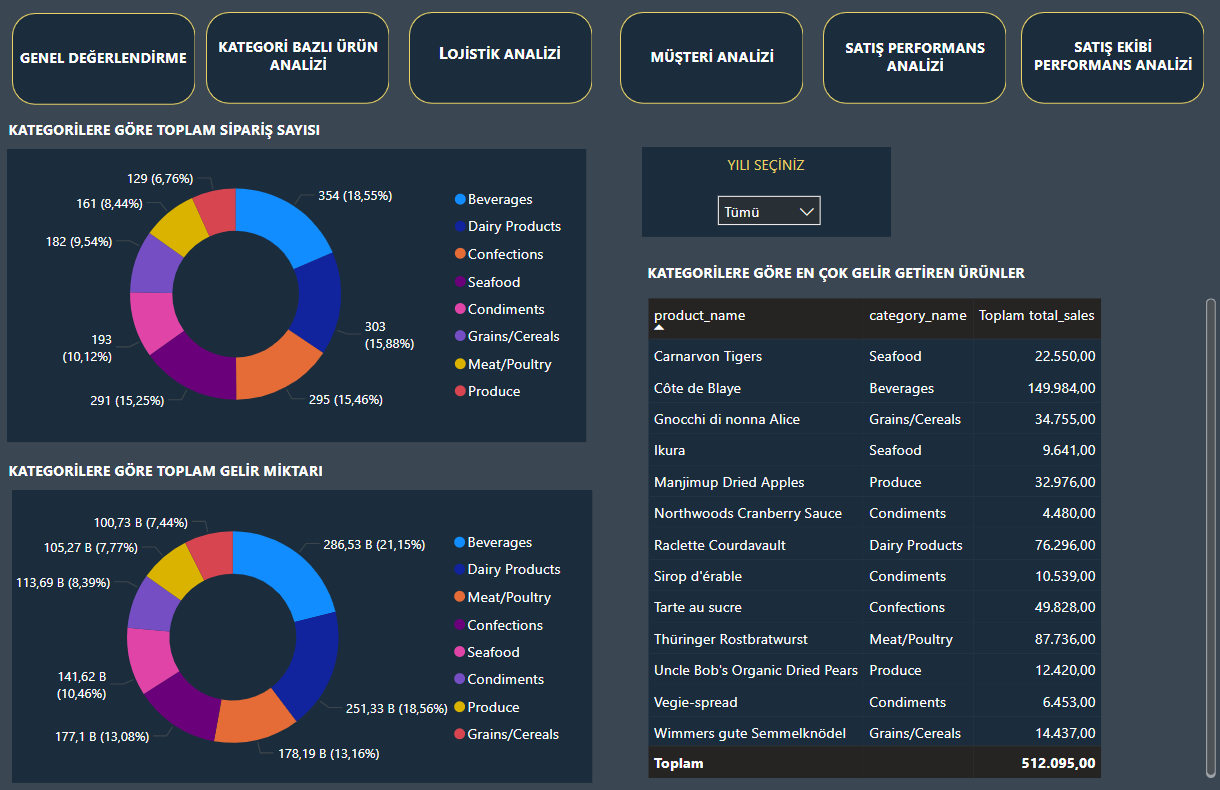 GENEL DEĞERLENDİRME
KATEGORİ BAZLI ÜRÜN
ANALİZİ
LOJİSTİK ANALİZİ
MÜŞTERİ ANALİZİ
SATIŞ PERFORMANS
ANALİZİ
SATIŞ EKİBİ
PERFORMANS ANALİZİ
KATEGORİLERE GÖRE TOPLAM SİPARİŞ SAYISI
129 (6,76%)
161 (8,44%)
182 (9,54%)
193
(10,12%)
291 (15,25%)
354 (18,55%)
303
(15,88%)
295 (15,46%)
Beverages
Dairy Products
Confections
Seafood
Condiments
Grains/Cereals
Meat/Poultry
Produce
KATEGORİLERE GÖRE TOPLAM GELİR MİKTARI
100,73 B (7,44%)
105,27 B (7,77%)
113,69 B (8,39%)
141,62 B
(10,46%)
177,1 B (13,08%)
286,53 B (21,15%)
251,33 B (18,56%)
178,19 B (13,16%)
Beverages
Dairy Products
Meat/Poultry
Confections
Seafood
Condiments
Produce
Grains/Cereals
YILI SEÇİNİZ
Tümü
KATEGORİLERE GÖRE EN ÇOK GELİR GETİREN ÜRÜNLER
product_name category_name Toplam total_sales
Carnarvon Tigers Seafood 22.550,00
Côte de Blaye Beverages 149.984,00
Gnocchi di nonna Alice Grains/Cereals 34.755,00
Ikura Seafood 9.641,00
Manjimup Dried Apples Produce 32.976,00
Northwoods Cranberry Sauce Condiments 4.480,00
Raclette Courdavault Dairy Products 76.296,00
Sirop d'érable Condiments 10.539,00
Tarte au sucre Confections 49.828,00
Thüringer Rostbratwurst Meat/Poultry 87.736,00
Uncle Bob's Organic Dried Pears Produce 12.420,00
Vegie-spread Condiments 6.453,00
Wimmers gute Semmelknödel Grains/Cereals 14.437,00
Toplam 512.095,00